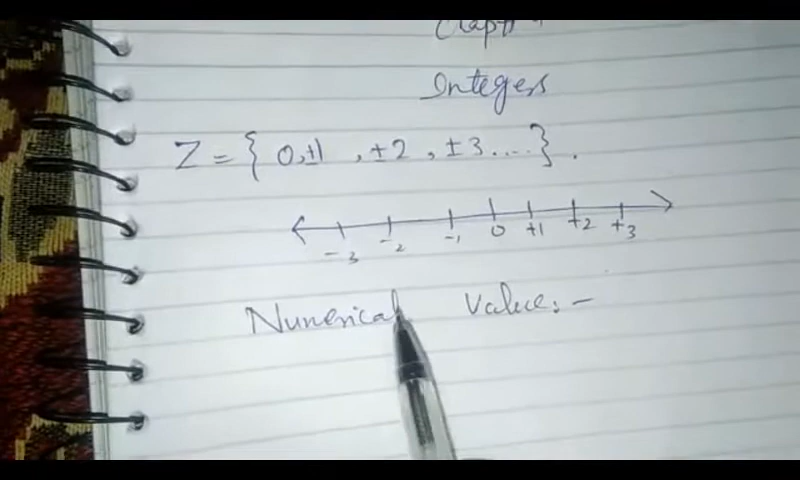 Integers
Z = { 0, ±1 , ±2 , ±3 .... } .
-3 -2 -1 0 +1 +2 +3
Numerical Value: -